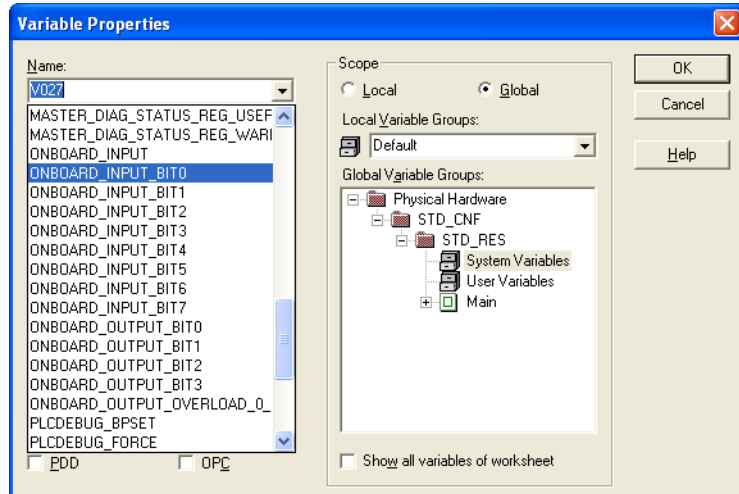 Variable Properties
Name:
V027
MASTER_DIAG_STATUS_REG_USEF
MASTER_DIAG_STATUS_REG_WARI
ONBOARD_INPUT
ONBOARD_INPUT_BIT0
ONBOARD_INPUT_BIT1
ONBOARD_INPUT_BIT2
ONBOARD_INPUT_BIT3
ONBOARD_INPUT_BIT4
ONBOARD_INPUT_BIT5
ONBOARD_INPUT_BIT6
ONBOARD_INPUT_BIT7
ONBOARD_OUTPUT_BIT0
ONBOARD_OUTPUT_BIT1
ONBOARD_OUTPUT_BIT2
ONBOARD_OUTPUT_BIT3
ONBOARD_OUTPUT_OVERLOAD_0_
PLCDEBUG_BPSET
PLCDEBUG_FORCE
PDD OPC
Scope
Local Global
Local Variable Groups:
Default
Global Variable Groups:
Physical Hardware
STD_CNF
STD_RES
System Variables
User Variables
Main
Show all variables of worksheet
OK
Cancel
Help